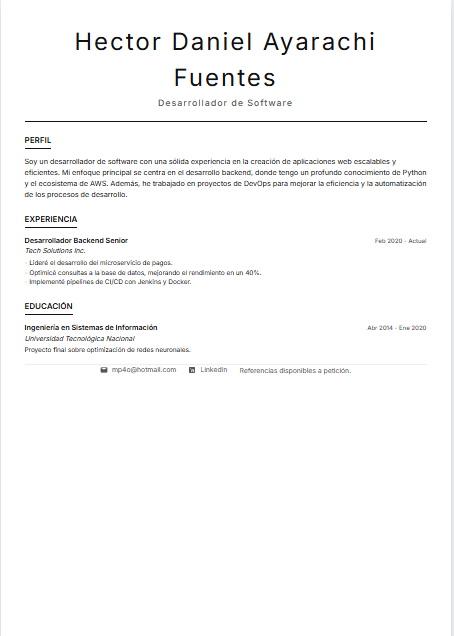 Hector Daniel Ayarachi
Fuentes
Desarrollador de Software
PERFIL
Soy un desarrollador de software con una sólida experiencia en la creación de aplicaciones web escalables y
eficientes. Mi enfoque principal se centra en el desarrollo backend, donde tengo un profundo conocimiento de Python
y el ecosistema de AWS. Además, he trabajado en proyectos de DevOps para mejorar la eficiencia y la automatización
de los procesos de desarrollo.
EXPERIENCIA
Desarrollador Backend Senior Feb 2020 - Actual
Tech Solutions Inc.
· Lideré el desarrollo del microservicio de pagos.
· Optimicé consultas a la base de datos, mejorando el rendimiento en un 40%.
· Implementé pipelines de CI/CD con Jenkins y Docker.
EDUCACIÓN
Ingeniería en Sistemas de Información Abr 2014 - Ene 2020
Universidad Tecnológica Nacional
Proyecto final sobre optimización de redes neuronales.
mp4o@hotmail.com Linkedin Referencias disponibles a petición.